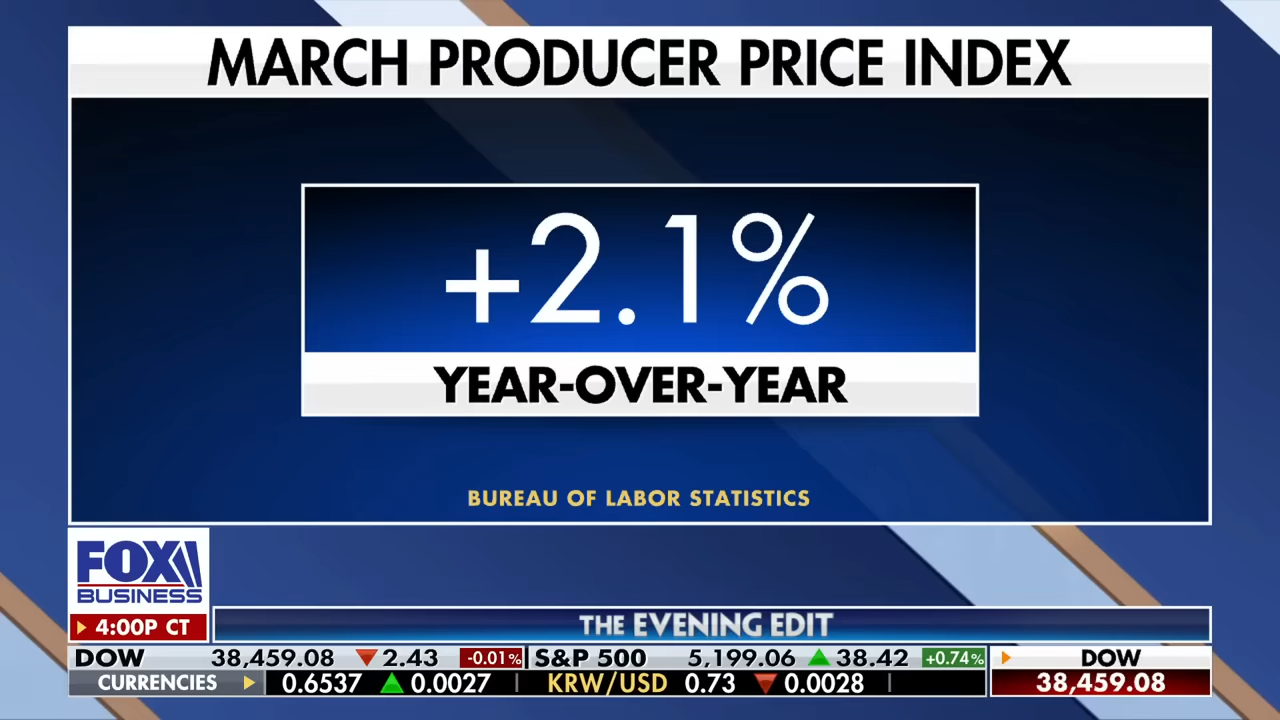 MARCH PRODUCER PRICE INDEX
+2.1%
YEAR-OVER-YEAR
BUREAU OF LABOR STATISTICS
FOX
BUSINESS
4:00P CT
THE EVENING EDIT
DOW 38,459.08 2.43 -0.01% S&P 500 5,199.06 38.42 +0.74% DOW
CURRENCIES 0.6537 0.0027 KRW/USD 0.73 0.0028 38,459.08